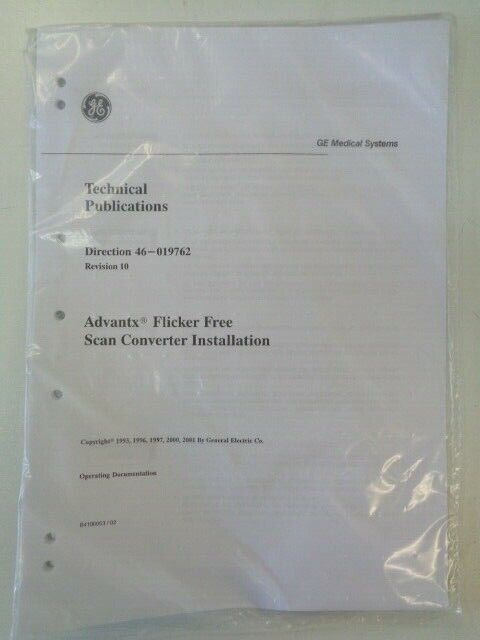 GE
GE Medical Systems
Technical
Publications
Direction 46-019762
Revision 10
Advantx® Flicker Free
Scan Converter Installation
Copyright© 1993, 1996, 1997, 2000, 2001 By General Electric Co.
Operating Documentation